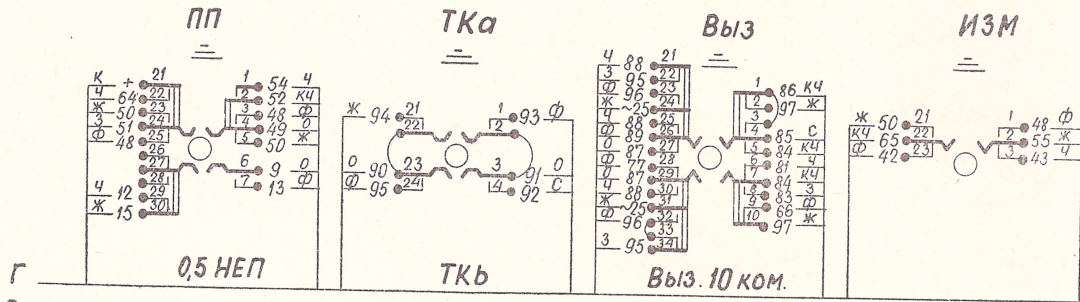 ПП
ТКа
Выз
ИЗМ
К + 21 1 54 Ч
Ч 64 22 2 52 КЧ
Ж 50 23 3 48 Ф
З 51 24 4 49 О
Ф 48 25 5 50 Ж
26
27 6 9 О
28 7 13 Ф
Ч 12 29
Ж 15 30
0,5 НЕП
Ж 94 21 1 93 Ф
22 2
О 90 23 3 91 О
Ф 95 24 4 92 С
ТКb
Ч 88 21 1 86 КЧ
З 95 22 2 97 Ж
Ф 96 23 3
Ж ~25 24 4 85 С
Ч 88 25 5 84 КЧ
Ф 89 26 6 81 Ч
О 87 27 7 84 КЧ
Ф 77 28 8 83 З
О 87 29 9 66 Ф
Ч 88 30 10 97 Ж
Ж ~25 31
Ф 96 32
33
З 95 34
Выз. 10 ком.
Ж 50 21 1 48 Ф
КЧ 65 22 2 55 Ж
Ф 42 23 3 43 Ч
Г